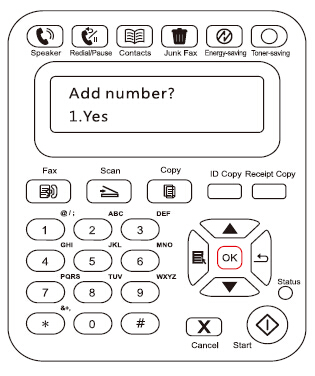 Speaker Redial/Pause Contacts Junk Fax Energy-saving Toner-saving
Add number?
1.Yes
Fax Scan Copy ID Copy Receipt Copy
@/; ABC DEF
1 2 3
GHI JKL MNO
4 5 6 OK
PQRS TUV WXYZ Status
7 8 9
&+,
* 0 # X
Cancel Start